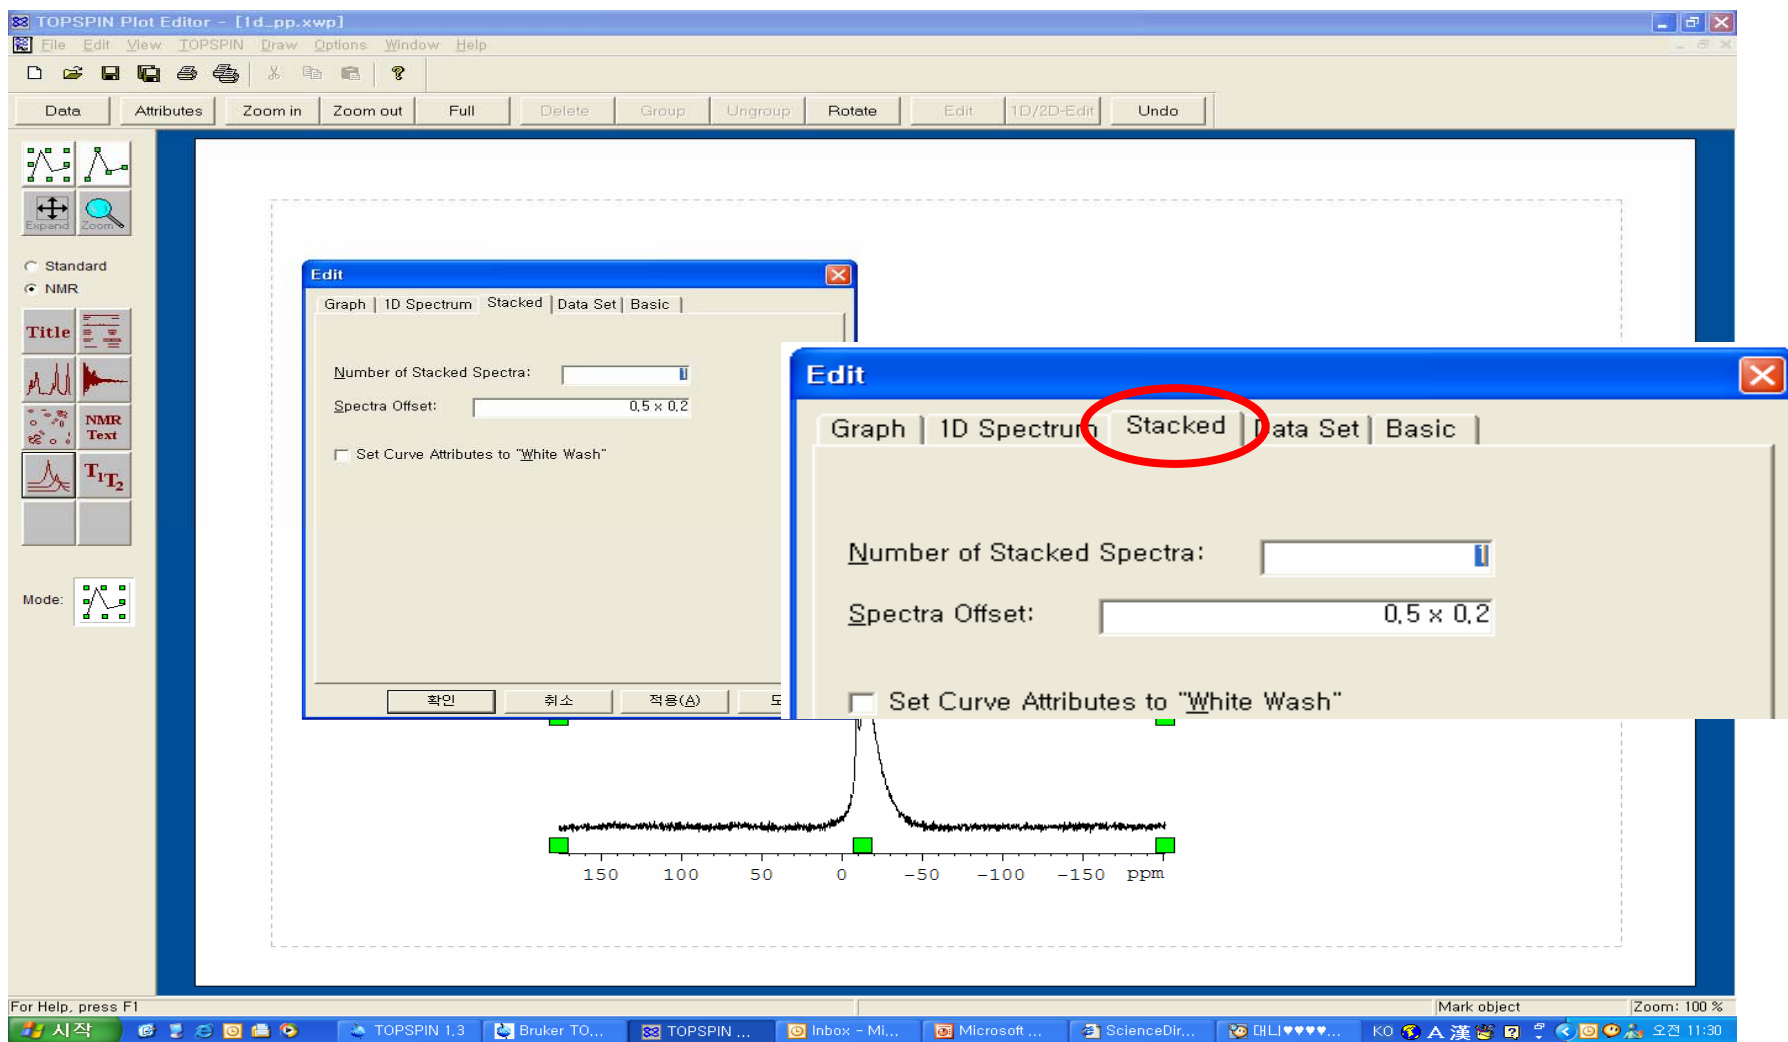 TOPSPIN Plot Editor - [1d_pp.xwp]
File Edit View TOPSPIN Draw Options Window Help
Data Attributes Zoom in Zoom out Full Delete Group Ungroup Rotate Edit 1D/2D-Edit Undo
Expand Zoom
Standard
NMR
Title
NMR
Text
T1T2
Mode:
Edit
Graph 1D Spectrum Stacked Data Set Basic
Number of Stacked Spectra: 1
Spectra Offset: 0,5 x 0,2
Set Curve Attributes to "White Wash"
확인 취소 적용(A)
Edit
Graph 1D Spectrum Stacked Data Set Basic
Number of Stacked Spectra: 1
Spectra Offset: 0,5 x 0,2
Set Curve Attributes to "White Wash"
150 100 50 0 -50 -100 -150 ppm
For Help, press F1 Mark object Zoom: 100 %
시작 TOPSPIN 1,3 Bruker TO... TOPSPIN ... Inbox - Mi... Microsoft ... ScienceDir... 대니♥♥♥♥... KO A 漢 오전 11:30